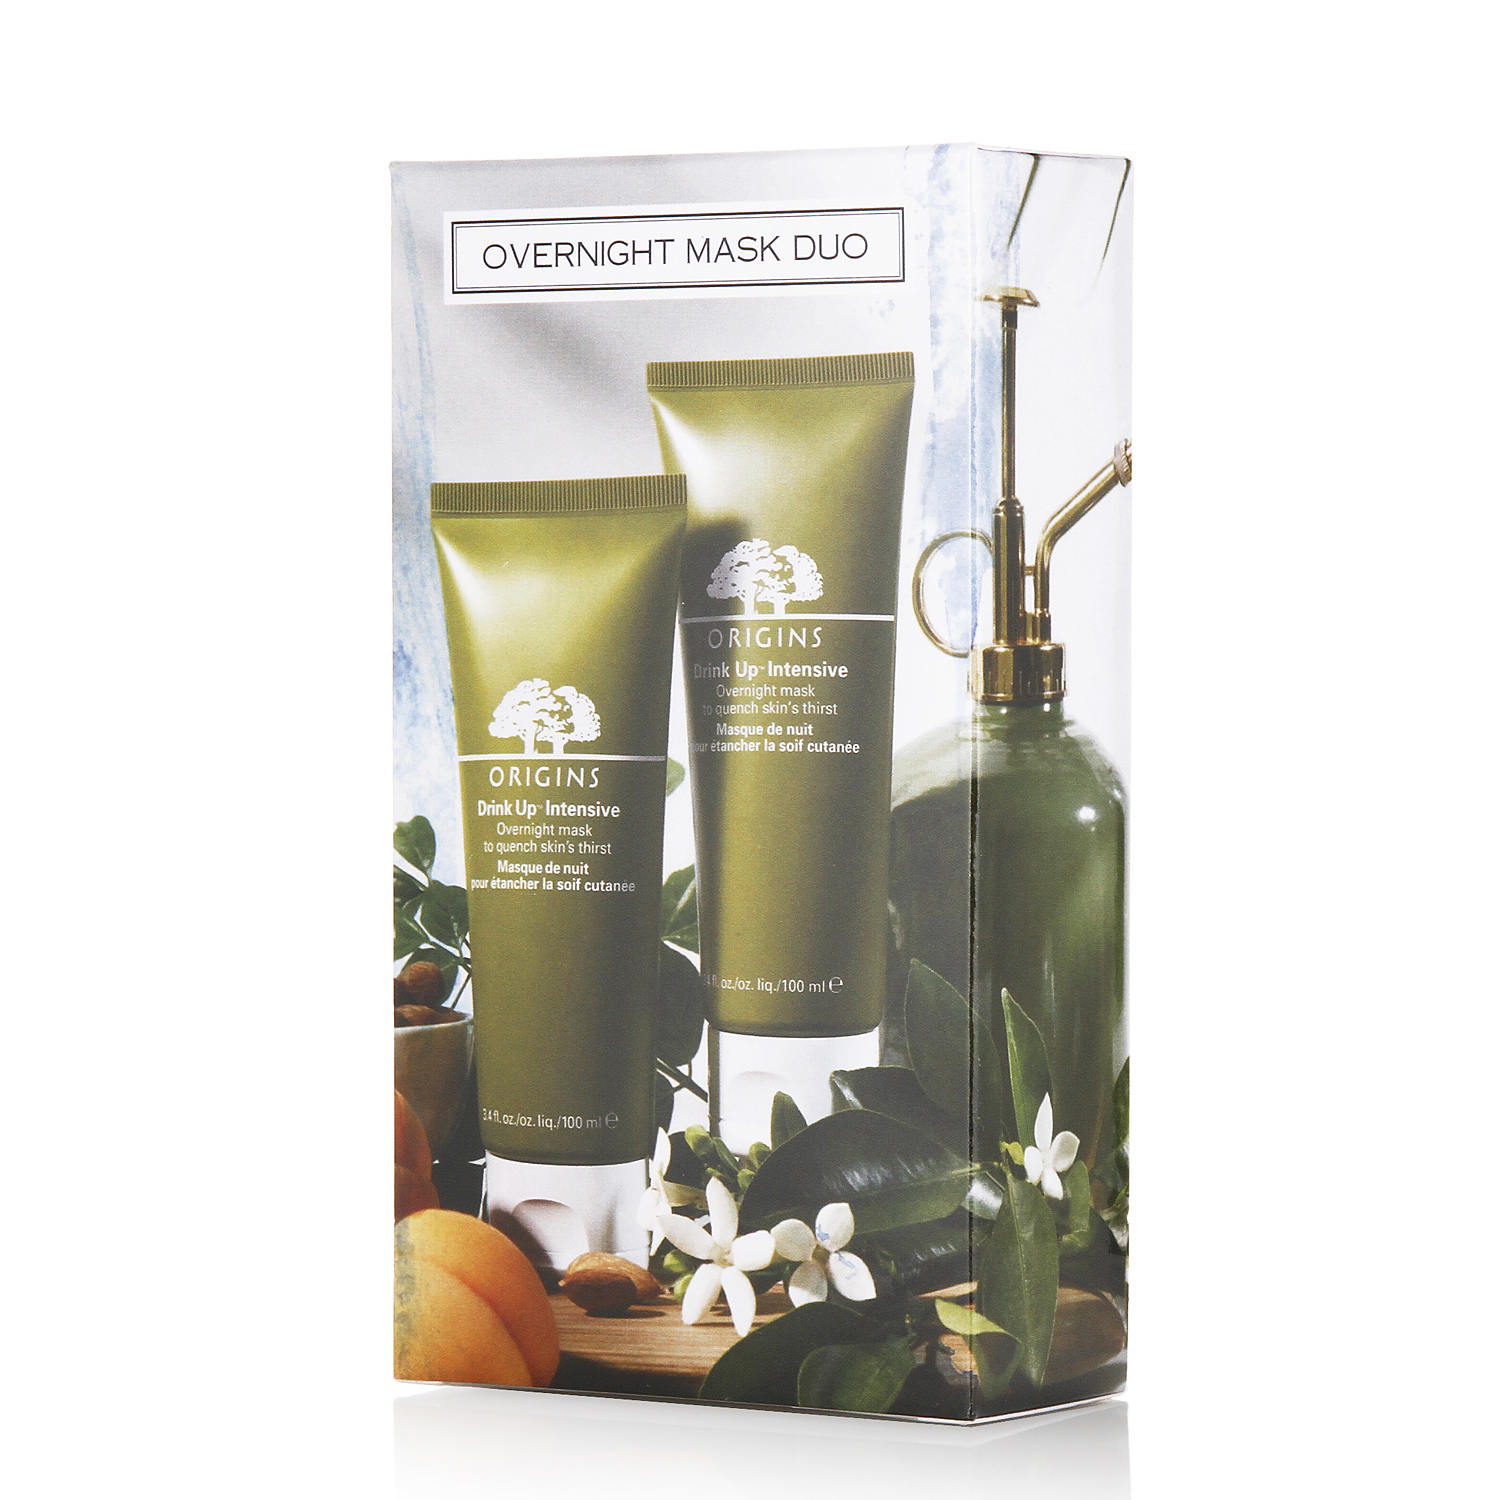 OVERNIGHT MASK DUO
ORIGINS
Drink Up™ Intensive
Overnight mask
to quench skin's thirst
Masque de nuit
pour étancher la soif cutanée
3.4 fl. oz./oz. liq./100 ml ℮
ORIGINS
Drink Up™ Intensive
Overnight mask
to quench skin's thirst
Masque de nuit
pour étancher la soif cutanée
3.4 fl. oz./oz. liq./100 ml ℮